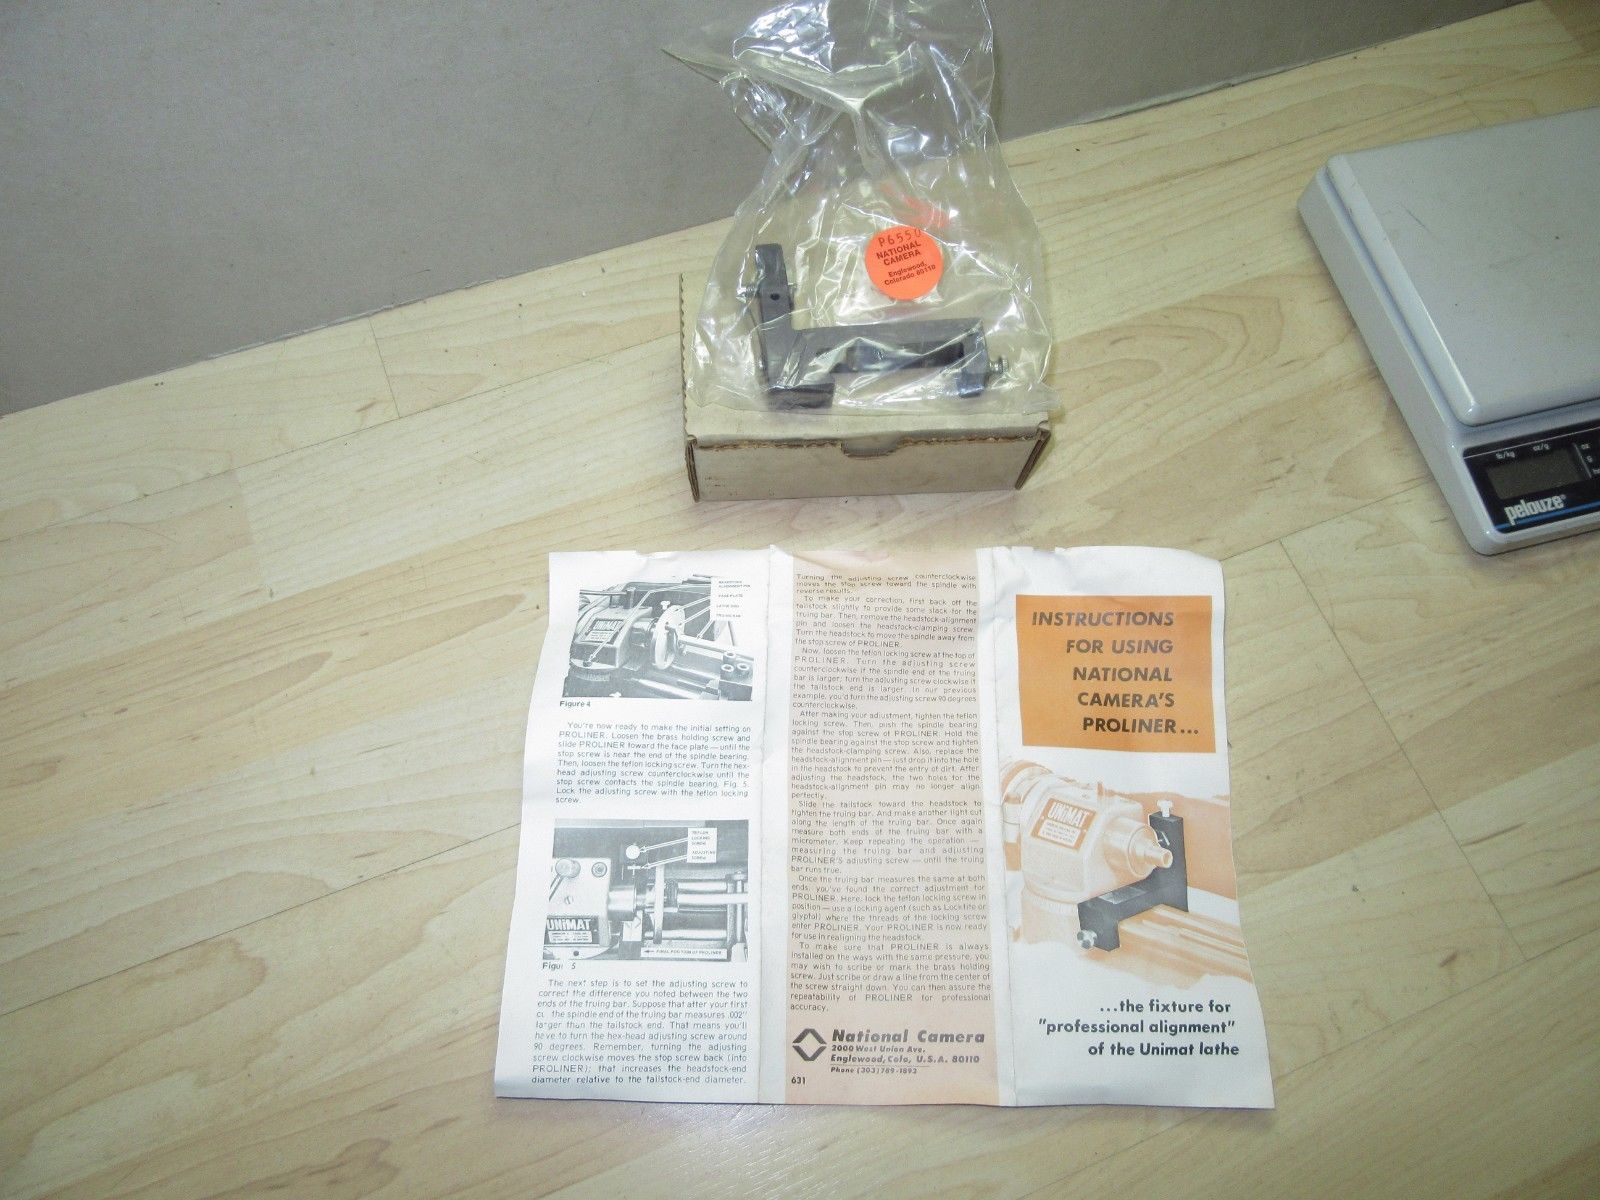 P6550
NATIONAL
CAMERA
Englewood,
Colorado 80110
lb/kg oz/g
oz
g
pelouze®
HEADSTOCK
ALIGNMENT PIN
FACE PLATE
UNIMAT
Figure 4
You're now ready to make the initial setting on
PROLINER. Loosen the brass holding screw and
slide PROLINER toward the face plate — until the
stop screw is near the end of the spindle bearing.
Then, loosen the teflon locking screw. Turn the hex-
head adjusting screw counterclockwise until the
stop screw contacts the spindle bearing, Fig. 5.
Lock the adjusting screw with the teflon locking
screw.
TEFLON
LOCKING
SCREW
ADJUSTING
SCREW
UNIMAT
FINAL POSITION OF PROLINER
Figu 5
The next step is to set the adjusting screw to
correct the difference you noted between the two
ends of the truing bar. Suppose that after your first
cu the spindle end of the truing bar measures .002"
larger than the tailstock end. That means you'll
have to turn the hex-head adjusting screw around
90 degrees. Remember, turning the adjusting
screw clockwise moves the stop screw back (into
PROLINER); that increases the headstock-end
diameter relative to the tailstock-end diameter.
Turning the adjusting screw counterclockwise
moves the stop screw toward the spindle with
reverse results.
To make your correction, first back off the
tailstock slightly to provide some slack for the
truing bar. Then, remove the headstock-alignment
pin and loosen the headstock-clamping screw.
Turn the headstock to move the spindle away from
the stop screw of PROLINER.
Now, loosen the teflon locking screw at the top of
PROLINER. Turn the adjusting screw
counterclockwise if the spindle end of the truing
bar is larger; turn the adjusting screw clockwise if
the tailstock end is larger. In our previous
example, you'd turn the adjusting screw 90 degrees
counterclockwise.
After making your adjustment, tighten the teflon
locking screw. Then, push the spindle bearing
against the stop screw of PROLINER. Hold the
spindle bearing against the stop screw and tighten
the headstock-clamping screw. Also, replace the
headstock-alignment pin — just drop it into the hole
in the headstock to prevent the entry of dirt. After
adjusting the headstock, the two holes for the
headstock-alignment pin may no longer align
perfectly.
Slide the tailstock toward the headstock to
tighten the truing bar. And make another light cut
along the length of the truing bar. Once again
measure both ends of the truing bar with a
micrometer. Keep repeating the operation —
measuring the truing bar and adjusting
PROLINER'S adjusting screw — until the truing
bar runs true.
Once the truing bar measures the same at both
ends, you've found the correct adjustment for
PROLINER. Here, lock the teflon locking screw in
position — use a locking agent (such as Locktite or
glyptol) where the threads of the locking screw
enter PROLINER. Your PROLINER is now ready
for use in realigning the headstock.
To make sure that PROLINER is always
installed on the ways with the same pressure, you
may wish to scribe or mark the brass holding
screw. Just scribe or draw a line from the center of
the screw straight down. You can then assure the
repeatability of PROLINER for professional
accuracy.
National Camera
2000 West Union Ave.
Englewood, Colo, U.S.A. 80110
Phone (303) 789-1893
631
INSTRUCTIONS
FOR USING
NATIONAL
CAMERA'S
PROLINER...
UNIMAT
...the fixture for
"professional alignment"
of the Unimat lathe